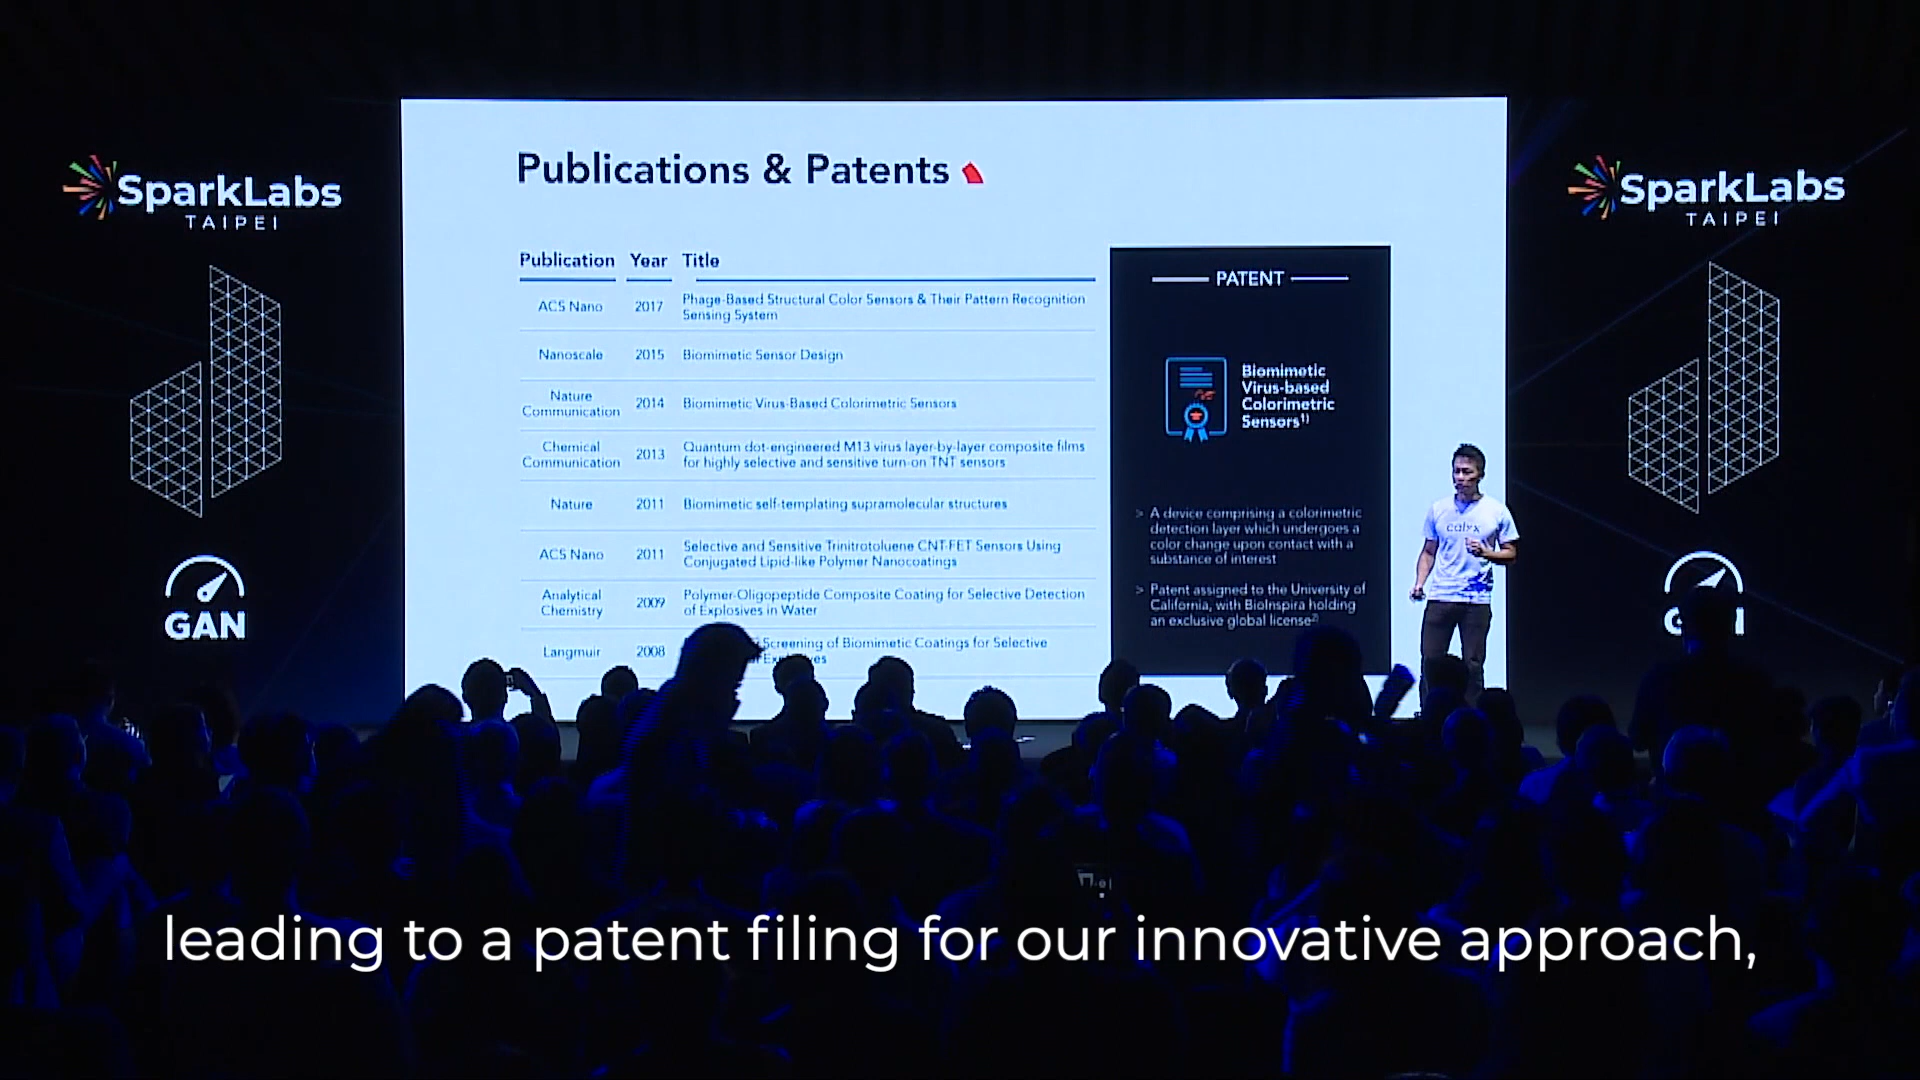 SparkLabs
TAIPEI
GAN
Publications & Patents
Publication Year Title
ACS Nano 2017 Phage-Based Structural Color Sensors & Their Pattern Recognition
Sensing System
Nanoscale 2015 Biomimetic Sensor Design
Nature
Communication 2014 Biomimetic Virus-Based Colorimetric Sensors
Chemical
Communication 2013 Quantum dot-engineered M13 virus layer-by-layer composite films
for highly selective and sensitive turn-on TNT sensors
Nature 2011 Biomimetic self-templating supramolecular structures
ACS Nano 2011 Selective and Sensitive Trinitrotoluene CNT-FET Sensors Using
Conjugated Lipid-like Polymer Nanocoatings
Analytical
Chemistry 2009 Polymer-Oligopeptide Composite Coating for Selective Detection
of Explosives in Water
Langmuir 2008 Screening of Biomimetic Coatings for Selective
PATENT
Biomimetic
Virus-based
Colorimetric
Sensors1)
> A device comprising a colorimetric
detection layer which undergoes a
color change upon contact with a
substance of interest
> Patent assigned to the University of
California, with BioInspira holding
an exclusive global license2)
calyx
SparkLabs
TAIPEI
leading to a patent filing for our innovative approach,